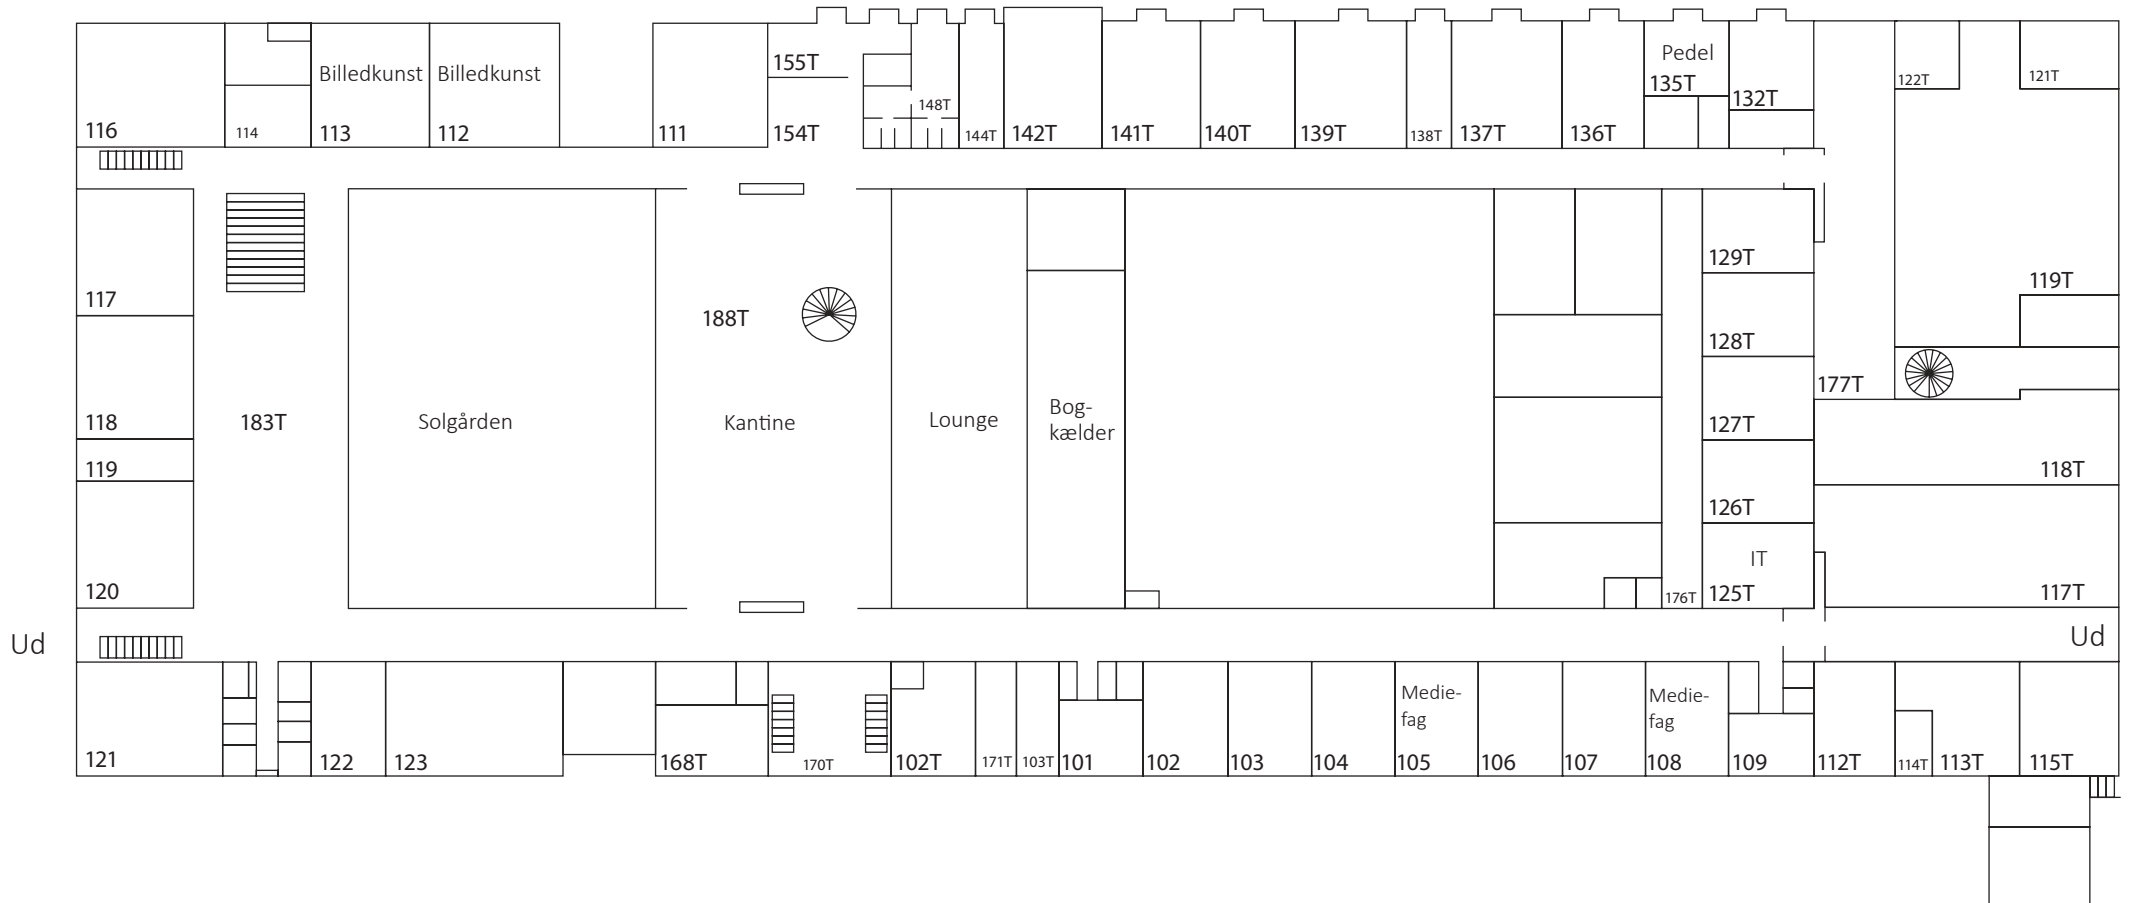 Pedel
155T
Billedkunst
Billedkunst
135T
122T
121T
132T
148T
116
114
113
112
111
154T
144T
142T
141T
140T
139T
138T
137T
136T
129T
119T
117
188T
128T
177T
118
183T
Solgården
Kantine
Lounge
Bog-
kælder
127T
119
118T
126T
IT
120
176T
125T
117T
Ud
Ud
Medie-
fag
Medie-
fag
121
122
123
168T
170T
102T
171T
103T
101
102
103
104
105
106
107
108
109
112T
114T
113T
115T